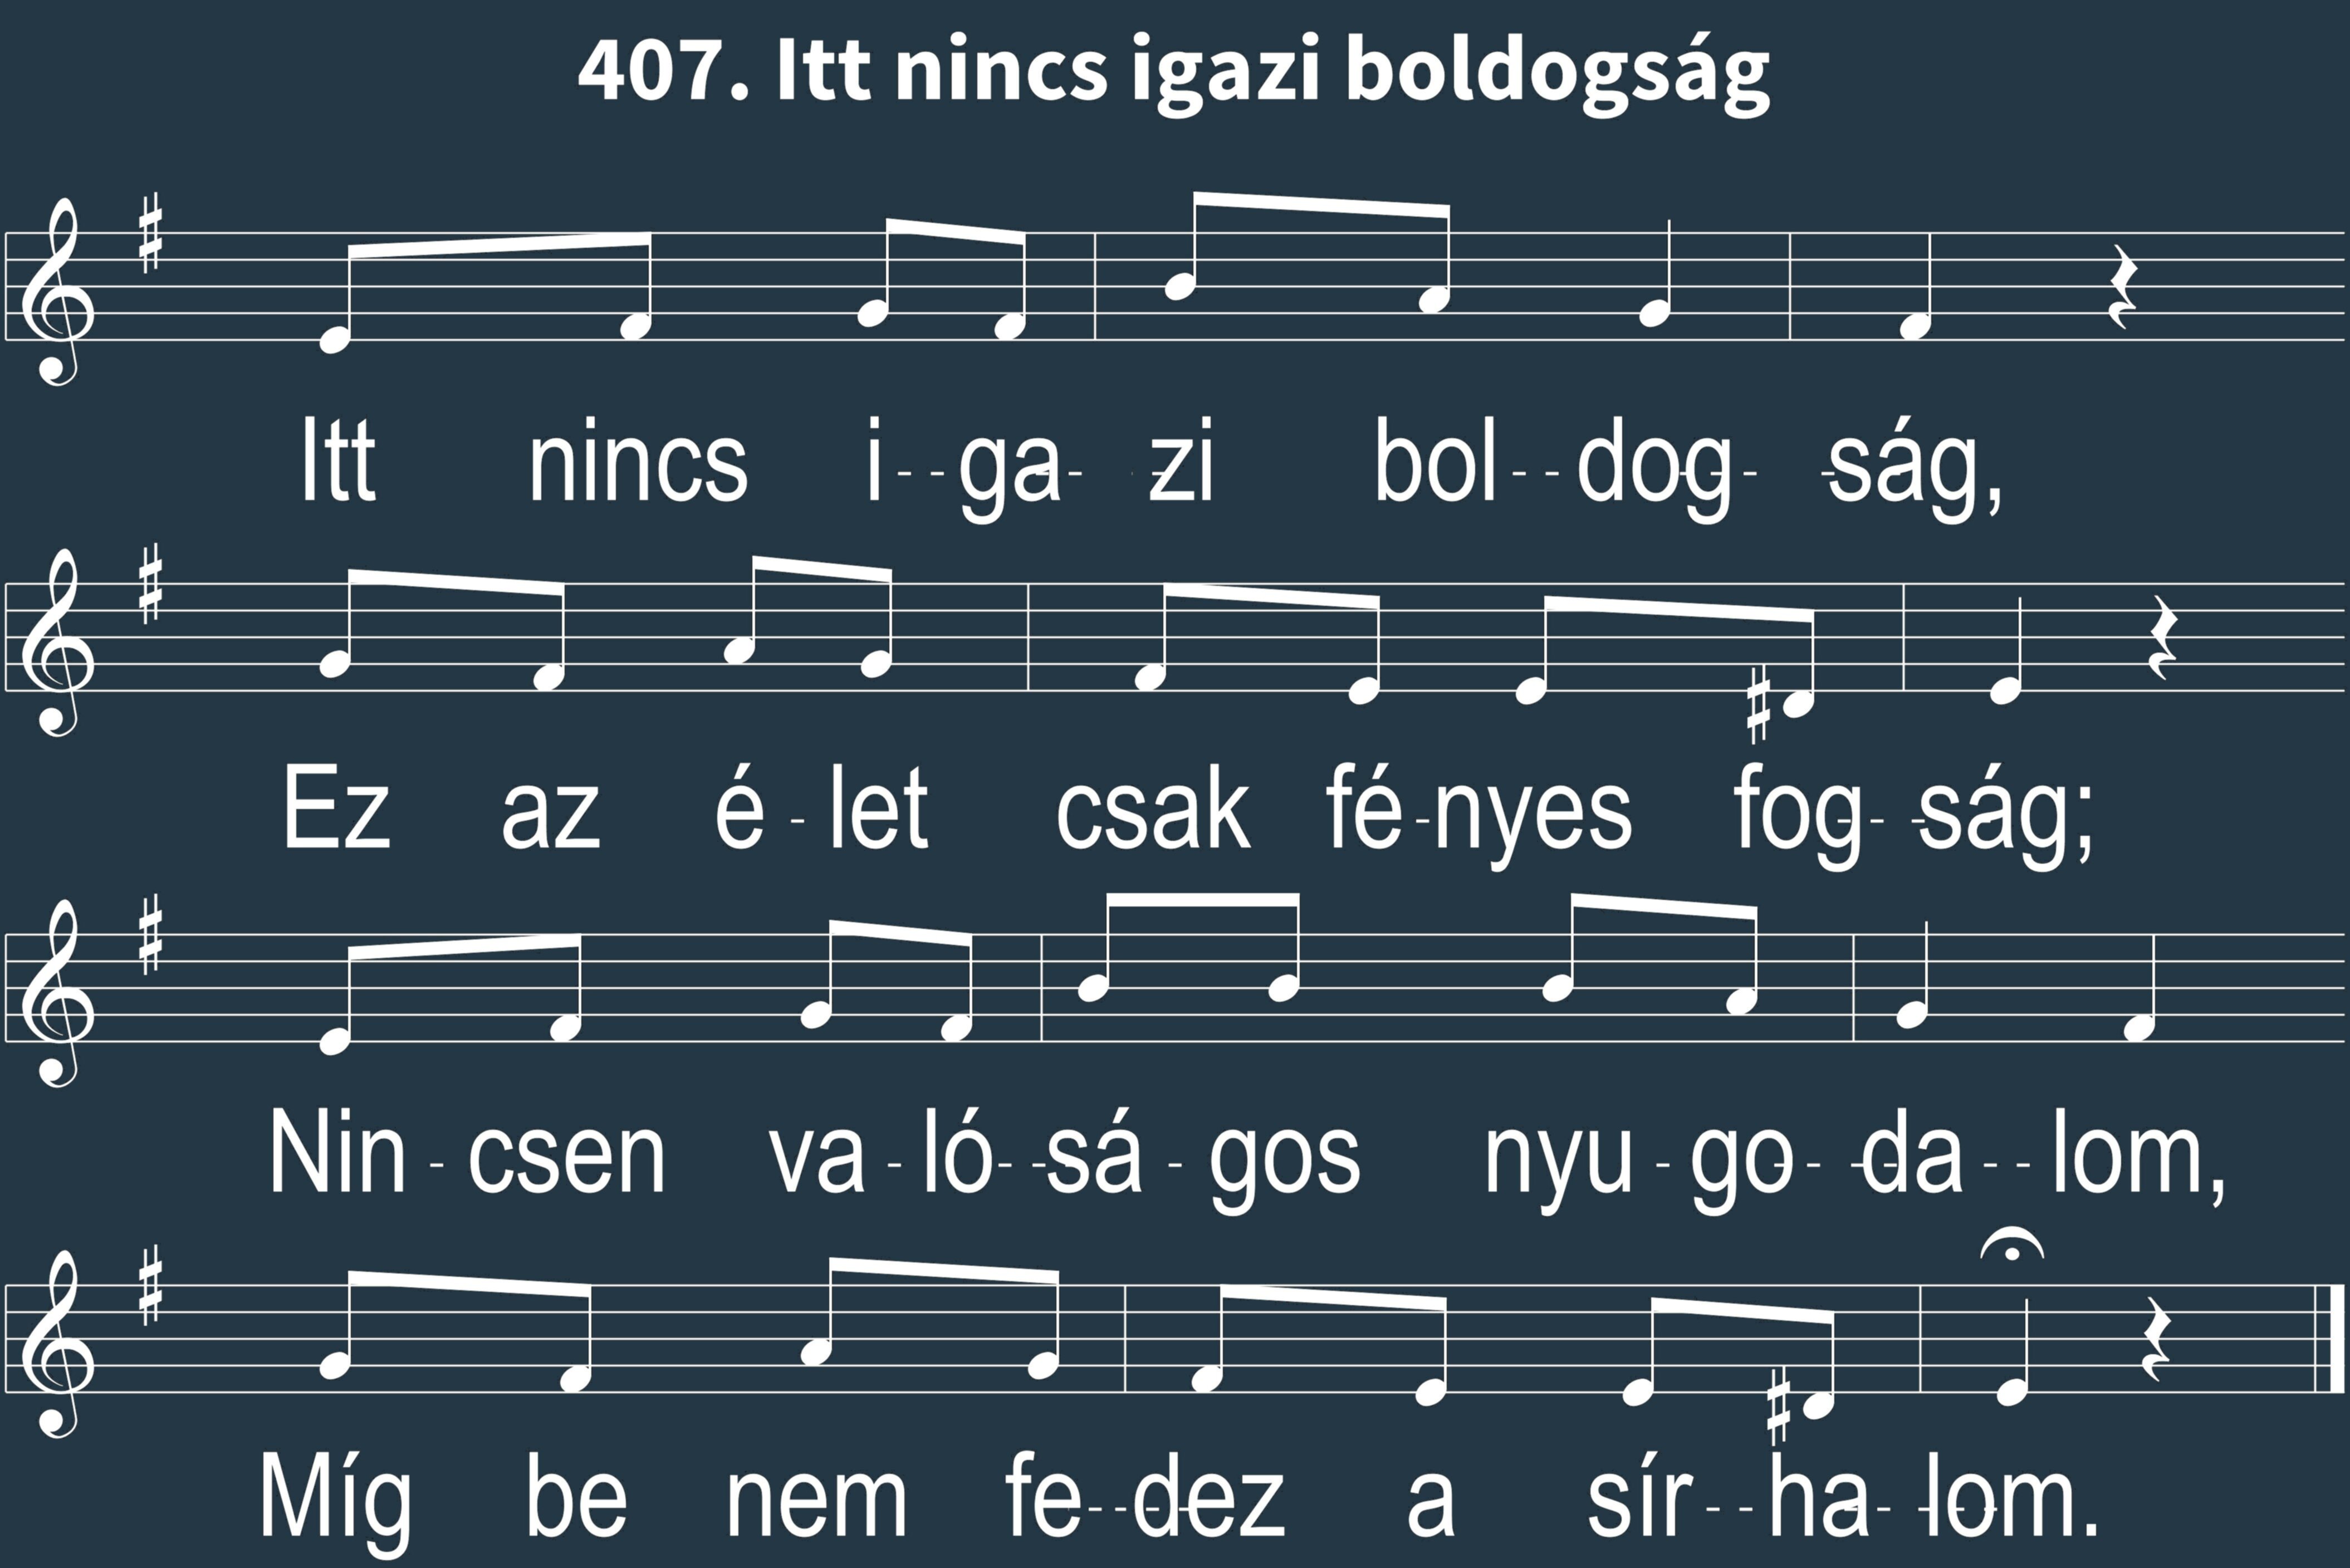 407. Itt nincs igazi boldogság
Itt nincs i--ga- -zi bol--dog- -ság,
Ez az é-let csak fé-nyes fog- -ság;
Nin-csen va-ló- -sá-gos nyu-go- -da--lom,
Míg be nem fe--dez a sír--ha- -lom.